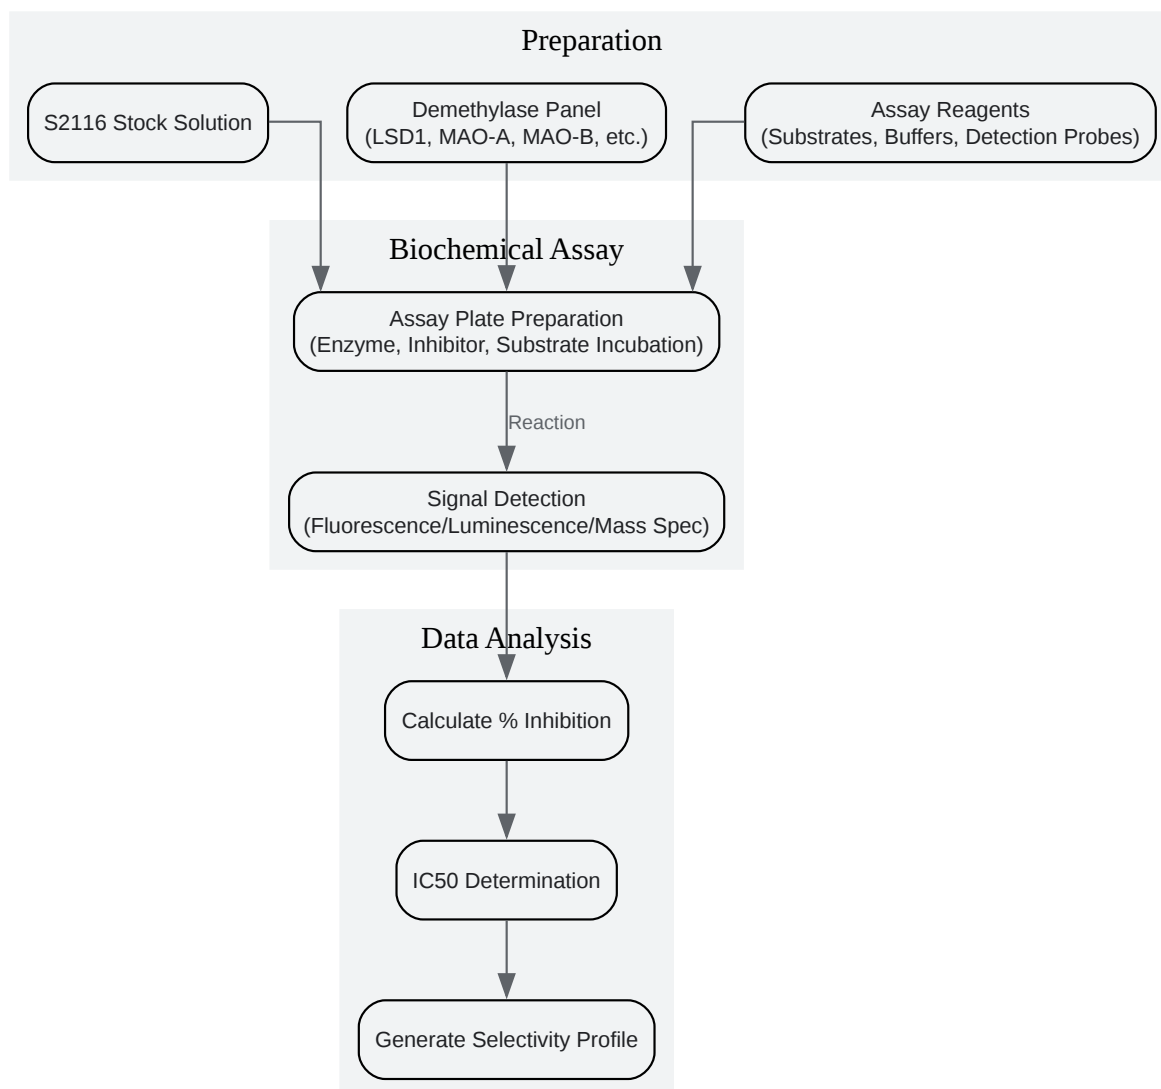 Preparation
S2116 Stock Solution
Demethylase Panel
(LSD1, MAO-A, MAO-B, etc.)
Assay Reagents
(Substrates, Buffers, Detection Probes)
Biochemical Assay
Assay Plate Preparation
(Enzyme, Inhibitor, Substrate Incubation)
Reaction
Signal Detection
(Fluorescence/Luminescence/Mass Spec)
Data Analysis
Calculate % Inhibition
IC50 Determination
Generate Selectivity Profile